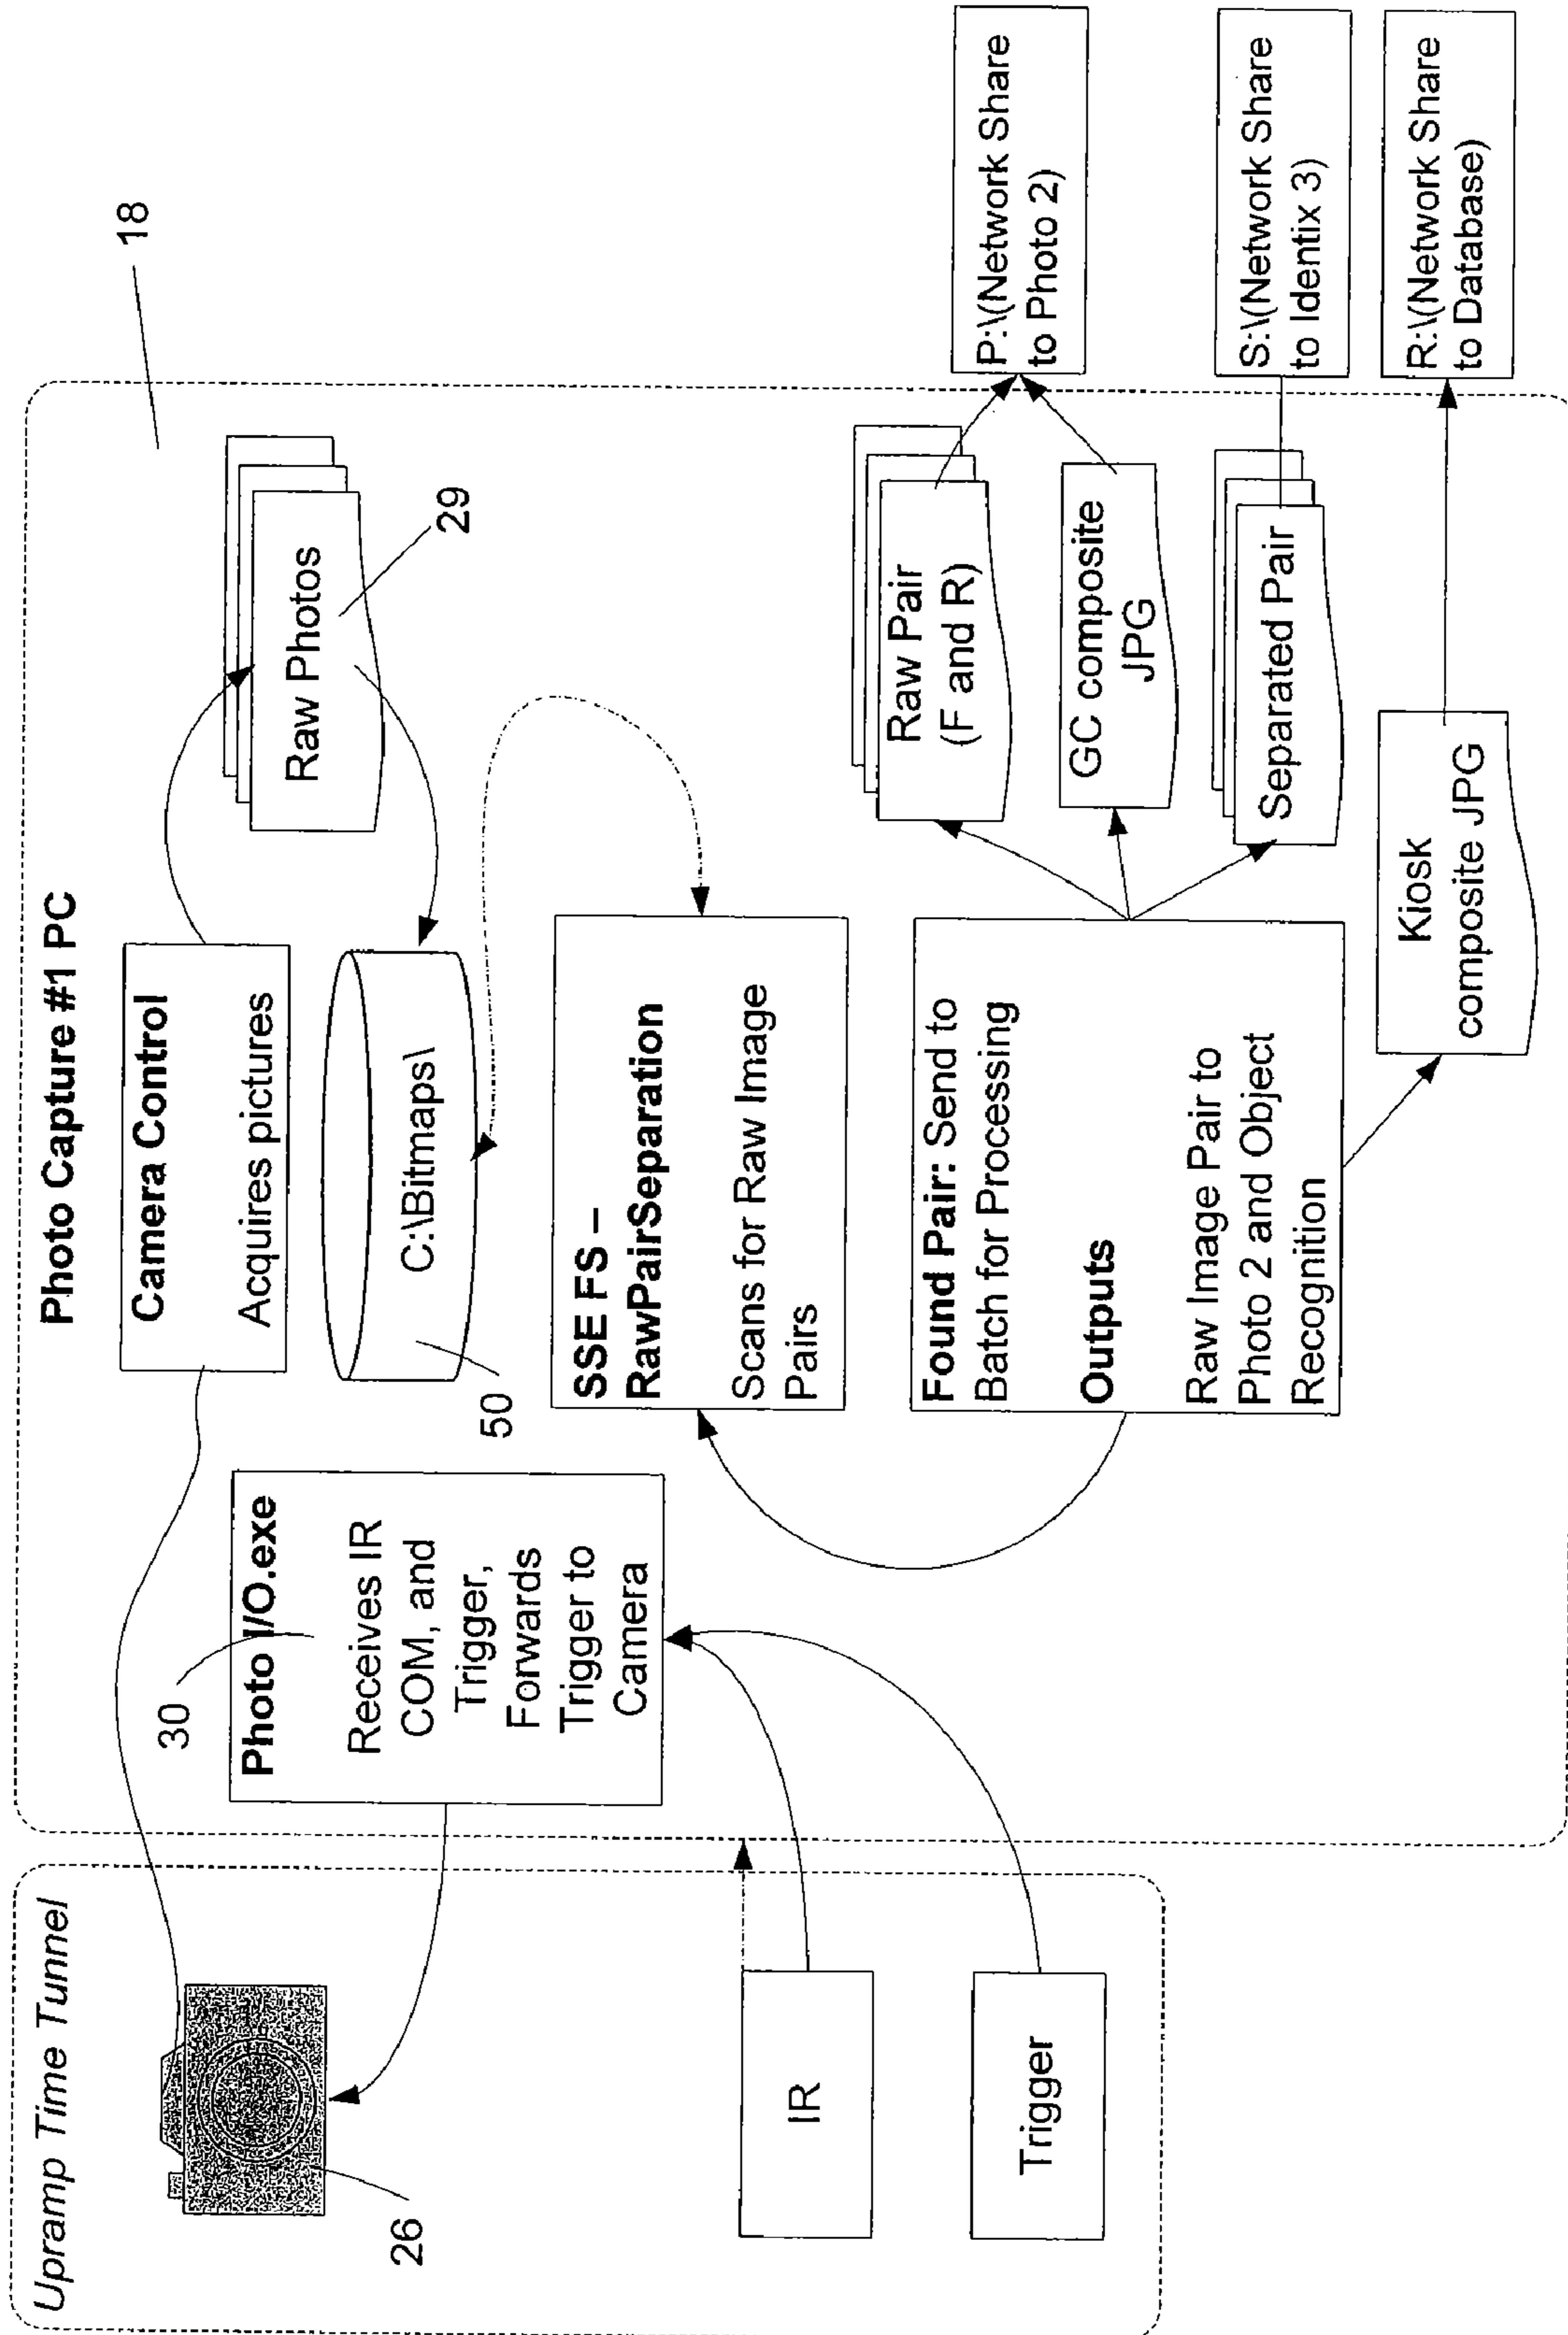 Upramp Time Tunnel
26
IR
Trigger
Photo Capture #1 PC
18
30
Photo I/O.exe
Receives IR
COM, and
Trigger,
Forwards
Trigger to
Camera
Camera Control
Acquires pictures
C:\Bitmaps\
50
Raw Photos
29
SSE FS –
RawPairSeparation
Scans for Raw Image
Pairs
Found Pair: Send to
Batch for Processing
Outputs
Raw Image Pair to
Photo 2 and Object
Recognition
Raw Pair
(F and R)
GC composite
JPG
Separated Pair
Kiosk
composite JPG
P:\(Network Share
to Photo 2)
S:\(Network Share
to Identix 3)
R:\(Network Share
to Database)